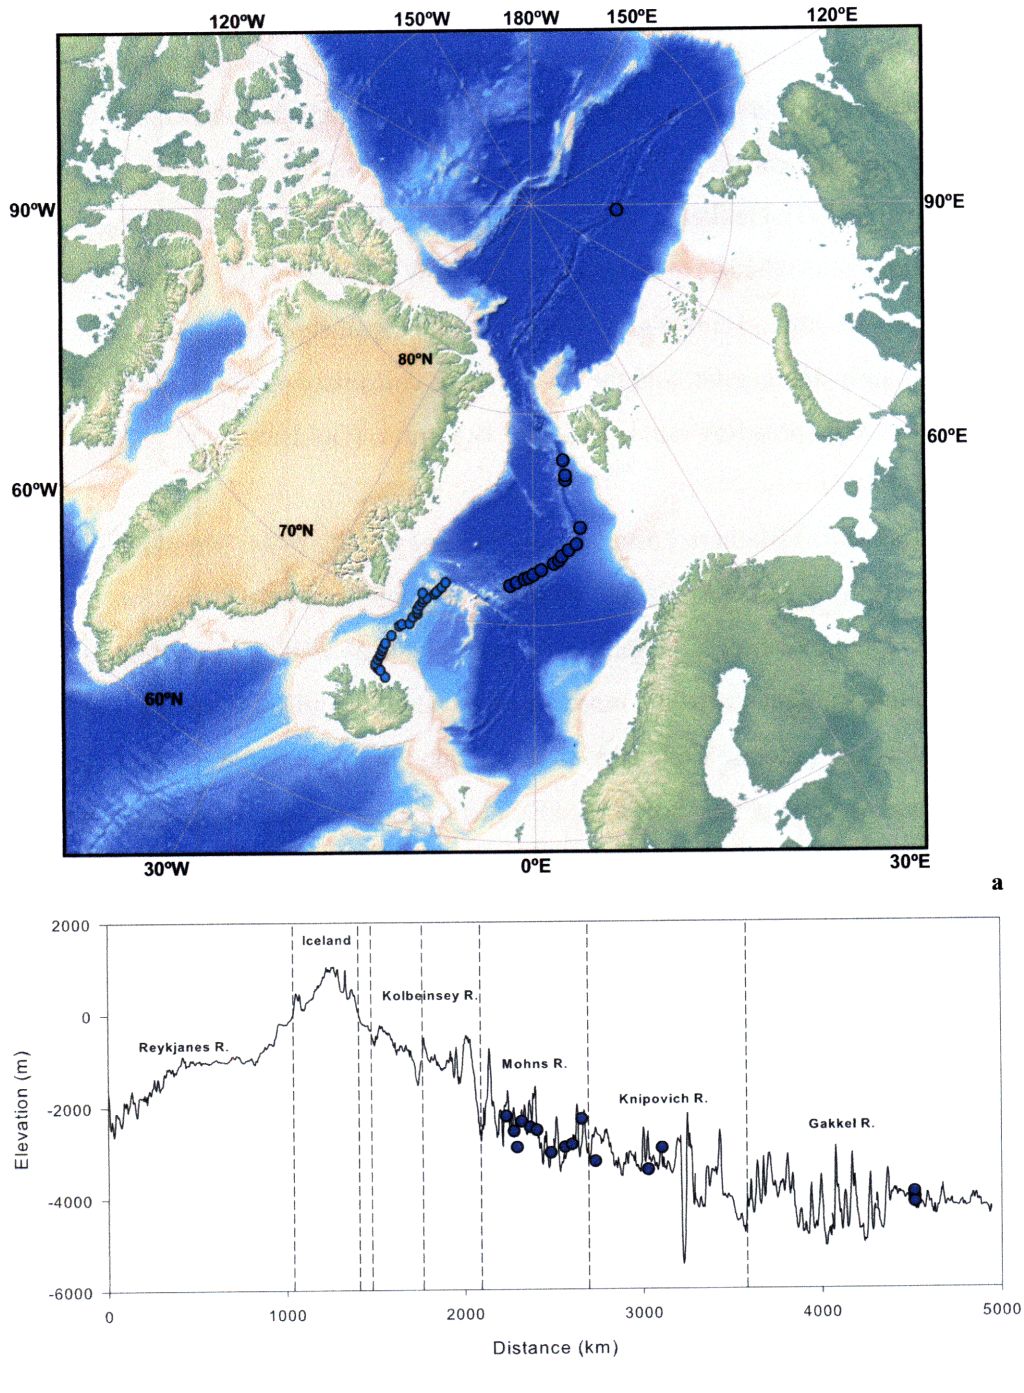 120ºW 150ºW 180ºW 150ºE 120ºE
90ºW 90ºE
80ºN
60ºE
60ºW
70ºN
60ºN
30ºW 0ºE 30ºE
a
2000
Iceland
Kolbeinsey R.
0
Reykjanes R.
Mohns R.
Knipovich R.
-2000
Gakkel R.
Elevation (m)
-4000
-6000
0 1000 2000 3000 4000 5000
Distance (km)